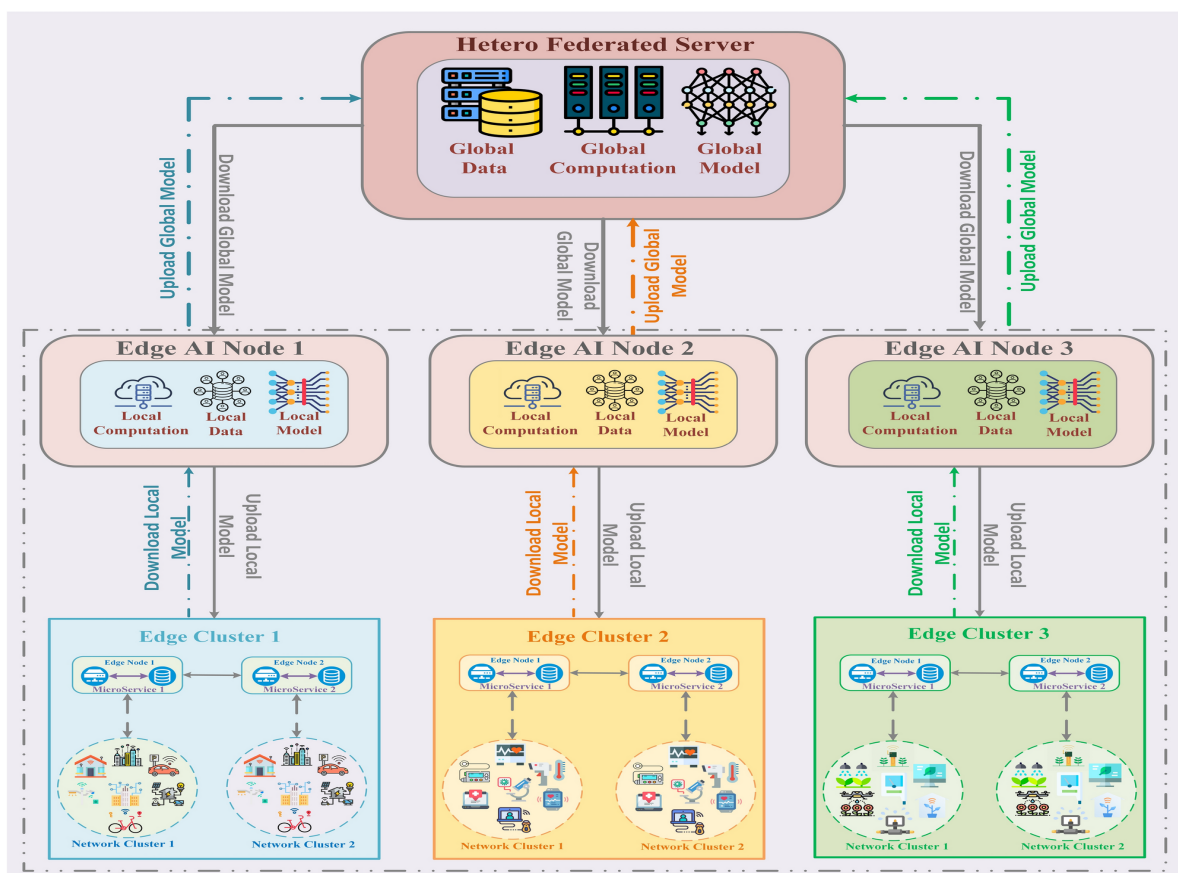 Hetero Federated Server
Global
Data
Global
Computation
Global
Model
Upload Global Model
Download Global Model
Download
Global Model
Upload Global
Model
Download Global Model
Upload Global Model
Edge AI Node 1
Local
Computation
Local
Data
Local
Model
Edge AI Node 2
Local
Computation
Local
Data
Local
Model
Edge AI Node 3
Local
Computation
Local
Data
Local
Model
Download Local
Model
Upload Local
Model
Download Local
Model
Upload Local
Model
Download Local
Model
Upload Local
Model
Edge Cluster 1
Edge Node 1
MicroService 1
Edge Node 2
MicroService 2
Network Cluster 1
Network Cluster 2
Edge Cluster 2
Edge Node 1
MicroService 1
Edge Node 2
MicroService 2
Network Cluster 1
Network Cluster 2
Edge Cluster 3
Edge Node 1
MicroService 1
Edge Node 2
MicroService 2
Network Cluster 1
Network Cluster 2